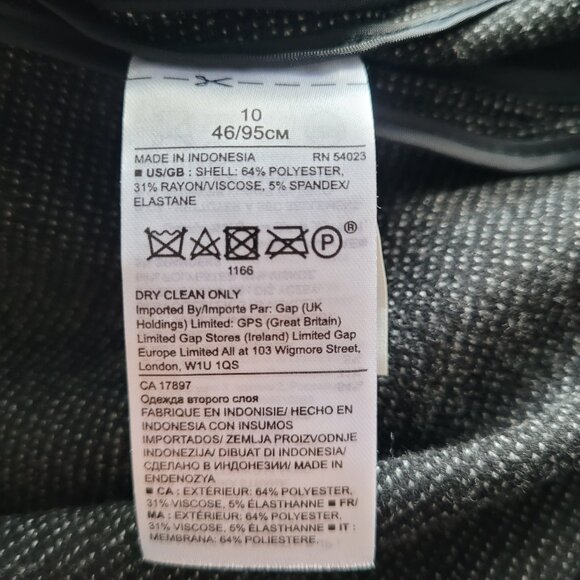 10
46/95CM
MADE IN INDONESIA RN 54023
■ US/GB : SHELL: 64% POLYESTER,
31% RAYON/VISCOSE, 5% SPANDEX/
ELASTANE
P®
1166
DRY CLEAN ONLY
Imported By/Importe Par: Gap (UK
Holdings) Limited: GPS (Great Britain)
Limited Gap Stores (Ireland) Limited Gap
Europe Limited All at 103 Wigmore Street,
London, W1U 1QS
CA 17897
Одежда второго слоя
FABRIQUE EN INDONISIE/ HECHO EN
INDONESIA CON INSUMOS
IMPORTADOS/ ZEMLJA PROIZVODNJE
INDONEZIJA/ DIBUAT DI INDONESIA/
СДЕЛАНО В ИНДОНЕЗИИ/ MADE IN
ENDENOZYA
■ CA : EXTÉRIEUR: 64% POLYESTER,
31% VISCOSE, 5% ÉLASTHANNE ■ FR/
MA : EXTÉRIEUR: 64% POLYESTER,
31% VISCOSE, 5% ÉLASTHANNE ■ IT :
MEMBRANA: 64% POLIESTERE,